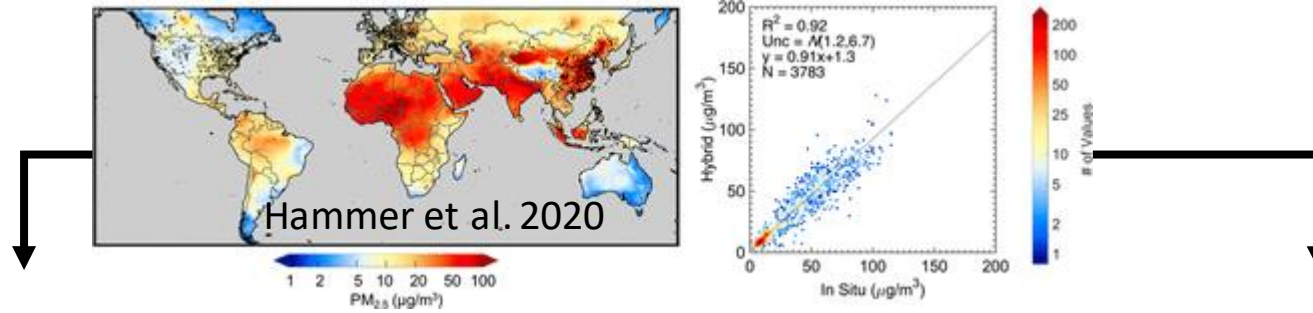 Hammer et al. 2020
1 2 5 10 20 50 100
PM2.5 (µg/m³)
R² = 0.92
Unc = N(1.2,6.7)
y = 0.91x+1.3
N = 3783
200
150
100
50
0
Hybrid (µg/m³)
0 50 100 150 200
In Situ (µg/m³)
200
100
50
25
10
5
2
1
# of Values